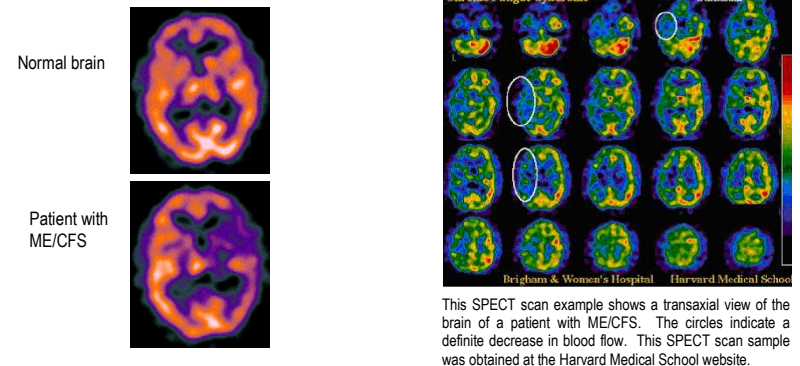 Normal brain
Patient with
ME/CFS
L
Brigham & Women's Hospital Harvard Medical School
This SPECT scan example shows a transaxial view of the
brain of a patient with ME/CFS. The circles indicate a
definite decrease in blood flow. This SPECT scan sample
was obtained at the Harvard Medical School website.